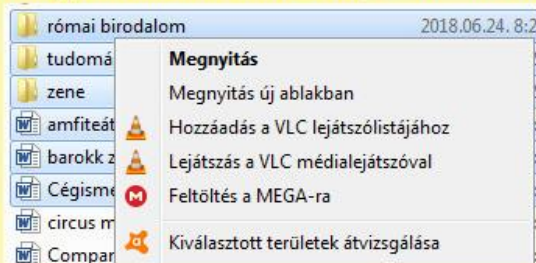 római birodalom 2018.06.24. 8:2
tudomá
Megnyitás
zene
Megnyitás új ablakban
amfiteát
Hozzáadás a VLC lejátszólistájához
barokk z
Lejátszás a VLC médialejátszóval
Cégisme
Feltöltés a MEGA-ra
circus m
Kiválasztott területek átvizsgálása
Compar